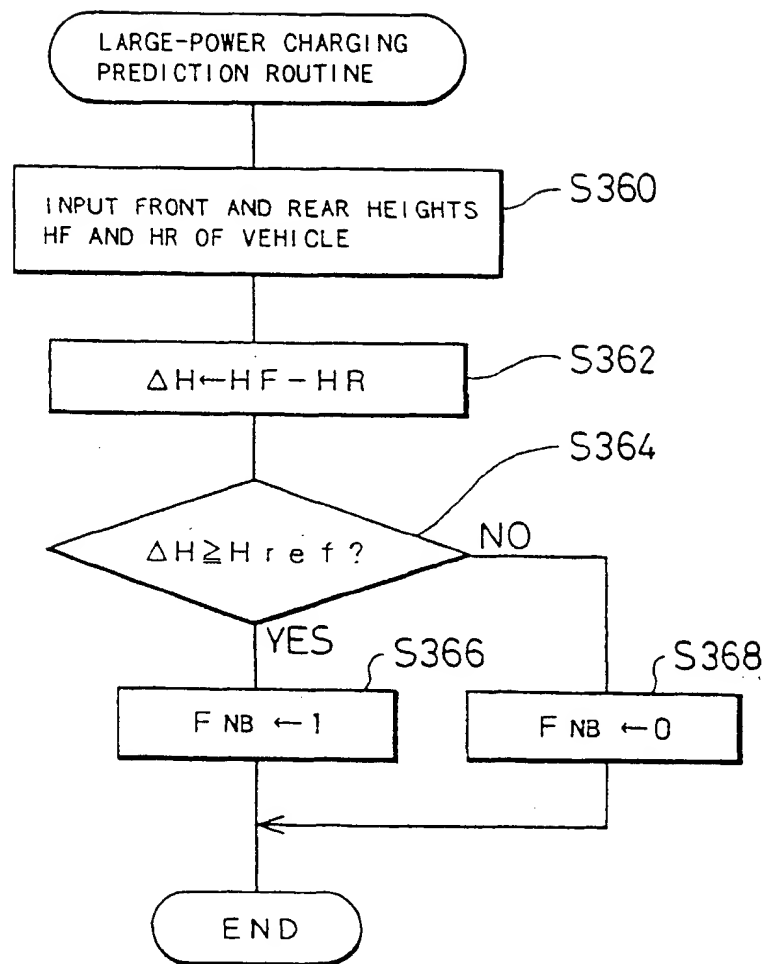 LARGE-POWER CHARGING
PREDICTION ROUTINE
S360
INPUT FRONT AND REAR HEIGHTS
HF AND HR OF VEHICLE
S362
ΔH←HF-HR
S364
ΔH≧Href?
NO
YES
S366
S368
FNB ←1
FNB ←0
END